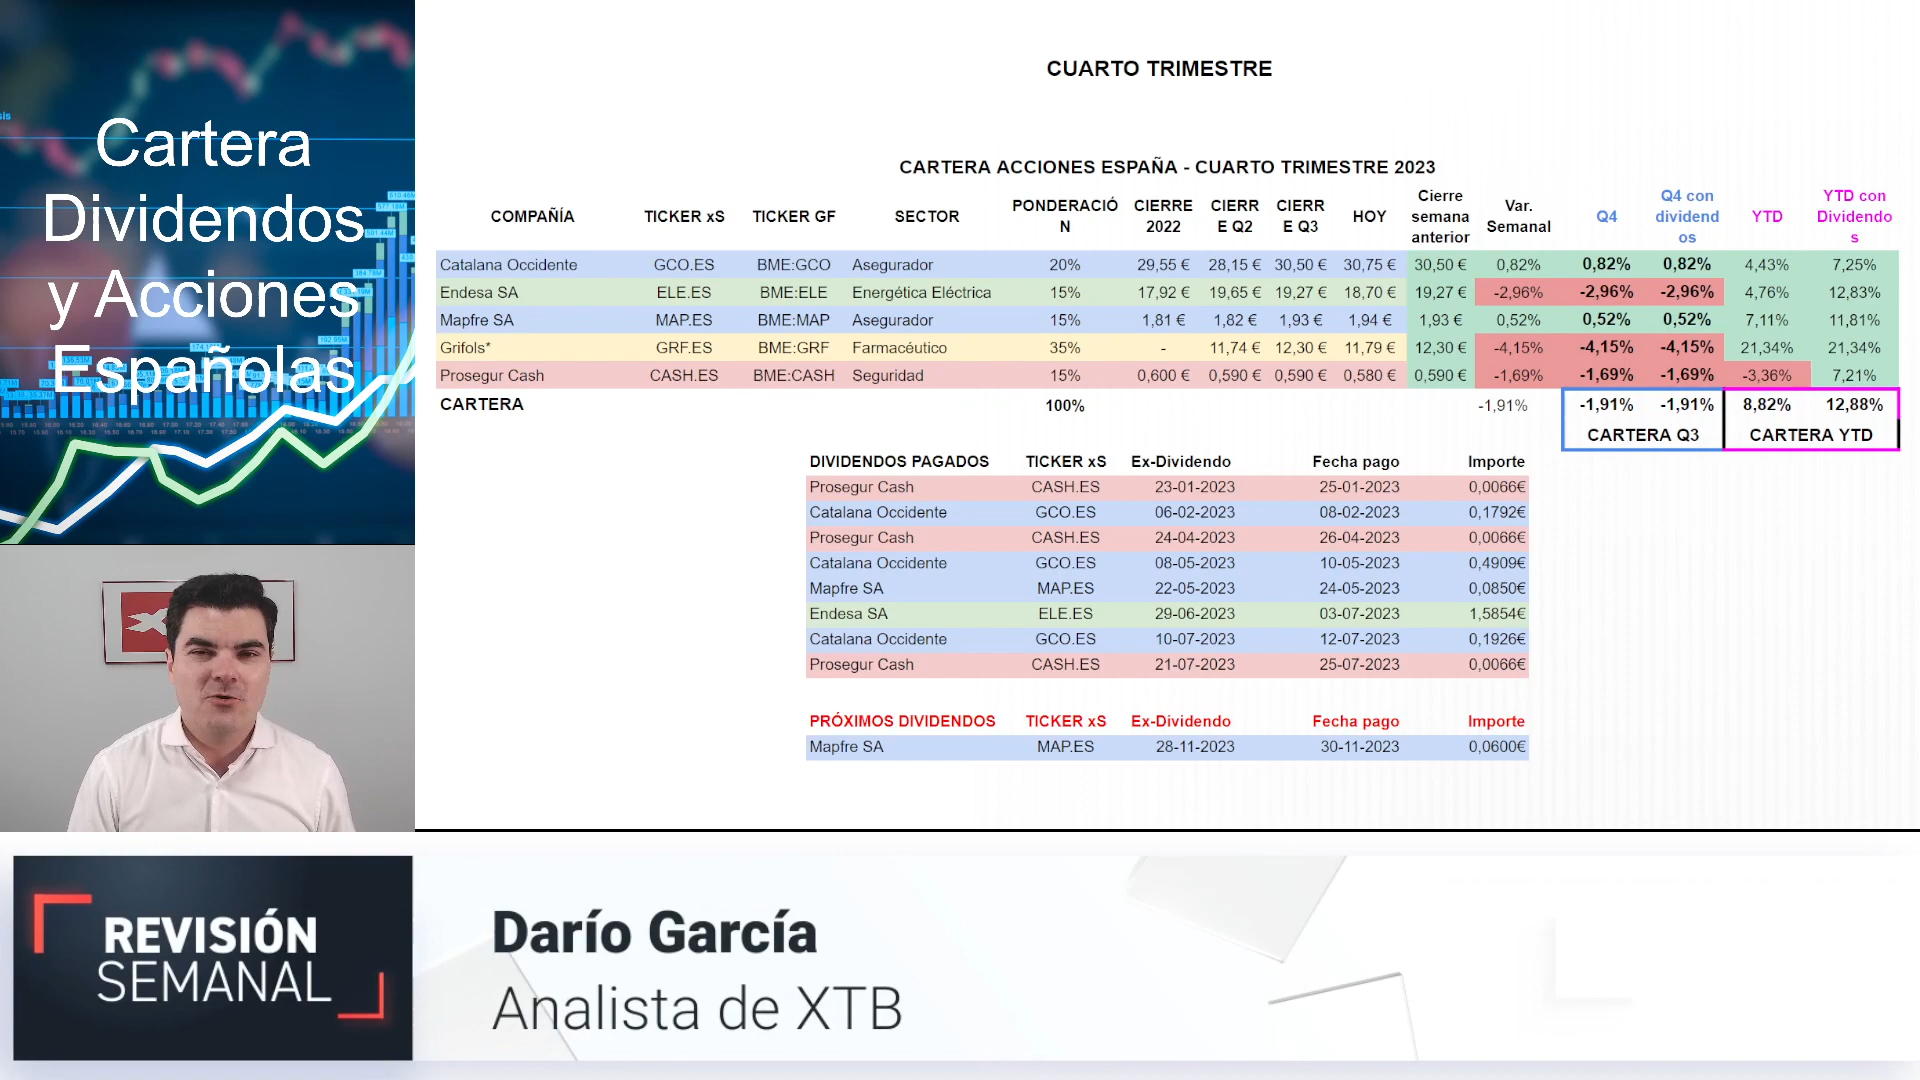 Cartera
Dividendos
y Acciones
Españolas
CUARTO TRIMESTRE
CARTERA ACCIONES ESPAÑA - CUARTO TRIMESTRE 2023
COMPAÑÍA TICKER xS TICKER GF SECTOR PONDERACIÓ
N CIERRE
2022 CIERR
E Q2 CIERR
E Q3 HOY Cierre
semana
anterior Var.
Semanal Q4 Q4 con
dividend
os YTD YTD con
Dividendo
s
Catalana Occidente GCO.ES BME:GCO Asegurador 20% 29,55 € 28,15 € 30,50 € 30,75 € 30,50 € 0,82% 0,82% 0,82% 4,43% 7,25%
Endesa SA ELE.ES BME:ELE Energética Eléctrica 15% 17,92 € 19,65 € 19,27 € 18,70 € 19,27 € -2,96% -2,96% -2,96% 4,76% 12,83%
Mapfre SA MAP.ES BME:MAP Asegurador 15% 1,81 € 1,82 € 1,93 € 1,94 € 1,93 € 0,52% 0,52% 0,52% 7,11% 11,81%
Grifols* GRF.ES BME:GRF Farmacéutico 35% - 11,74 € 12,30 € 11,79 € 12,30 € -4,15% -4,15% -4,15% 21,34% 21,34%
Prosegur Cash CASH.ES BME:CASH Seguridad 15% 0,600 € 0,590 € 0,590 € 0,580 € 0,590 € -1,69% -1,69% -1,69% -3,36% 7,21%
CARTERA 100% -1,91% -1,91% -1,91% 8,82% 12,88%
CARTERA Q3 CARTERA YTD
DIVIDENDOS PAGADOS TICKER xS Ex-Dividendo Fecha pago Importe
Prosegur Cash CASH.ES 23-01-2023 25-01-2023 0,0066€
Catalana Occidente GCO.ES 06-02-2023 08-02-2023 0,1792€
Prosegur Cash CASH.ES 24-04-2023 26-04-2023 0,0066€
Catalana Occidente GCO.ES 08-05-2023 10-05-2023 0,4909€
Mapfre SA MAP.ES 22-05-2023 24-05-2023 0,0850€
Endesa SA ELE.ES 29-06-2023 03-07-2023 1,5854€
Catalana Occidente GCO.ES 10-07-2023 12-07-2023 0,1926€
Prosegur Cash CASH.ES 21-07-2023 25-07-2023 0,0066€
PRÓXIMOS DIVIDENDOS TICKER xS Ex-Dividendo Fecha pago Importe
Mapfre SA MAP.ES 28-11-2023 30-11-2023 0,0600€
REVISIÓN
SEMANAL
Darío García
Analista de XTB